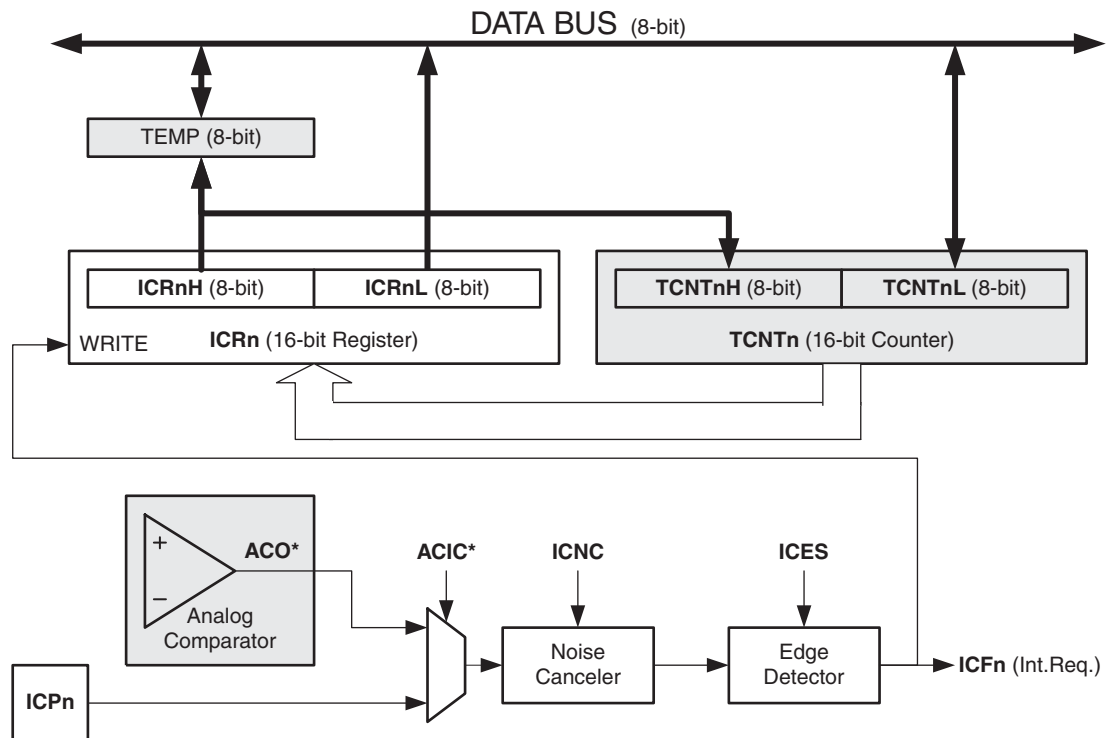 DATA BUS (8-bit)
TEMP (8-bit)
ICRnH (8-bit)
ICRnL (8-bit)
TCNTnH (8-bit)
TCNTnL (8-bit)
WRITE
ICRn (16-bit Register)
TCNTn (16-bit Counter)
+
−
ACO*
Analog
Comparator
ACIC*
ICNC
ICES
Noise
Canceler
Edge
Detector
ICFn (Int.Req.)
ICPn